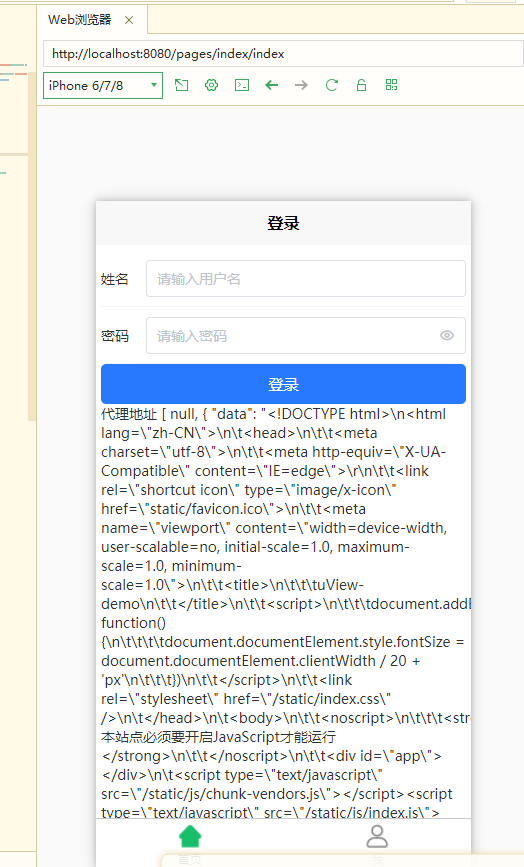 Web浏览器
http://localhost:8080/pages/index/index
iPhone 6/7/8
登录
姓名
请输入用户名
密码
请输入密码
登录
代理地址 [ null, { "data": "<!DOCTYPE html>\n<html
lang=\"zh-CN\">\n\t<head>\n\t\t<meta
charset=\"utf-8\">\n\t\t<meta http-equiv=\"X-UA-
Compatible\" content=\"IE=edge\">\r\n\t\t<link
rel=\"shortcut icon\" type=\"image/x-icon\"
href=\"static/favicon.ico\">\n\t\t<meta
name=\"viewport\" content=\"width=device-width,
user-scalable=no, initial-scale=1.0, maximum-
scale=1.0, minimum-
scale=1.0\">\n\t\t<title>\n\t\t\tuView-
demo\n\t\t</title>\n\t\t<script>\n\t\t\tdocument.addE
function()
{\n\t\t\t\tdocument.documentElement.style.fontSize =
document.documentElement.clientWidth / 20 +
'px'\n\t\t\t})\n\t\t</script>\n\t\t<link
rel=\"stylesheet\" href=\"/static/index.css\"
/>\n\t</head>\n\t<body>\n\t\t<noscript>\n\t\t\t<str
本站点必须要开启JavaScript才能运行
</strong>\n\t\t</noscript>\n\t\t<div id=\"app\">
</div>\n\t<script type=\"text/javascript\"
src=\"/static/js/chunk-vendors.js\"></script><script
type=\"text/javascript\" src=\"/static/js/index.js\">
首页